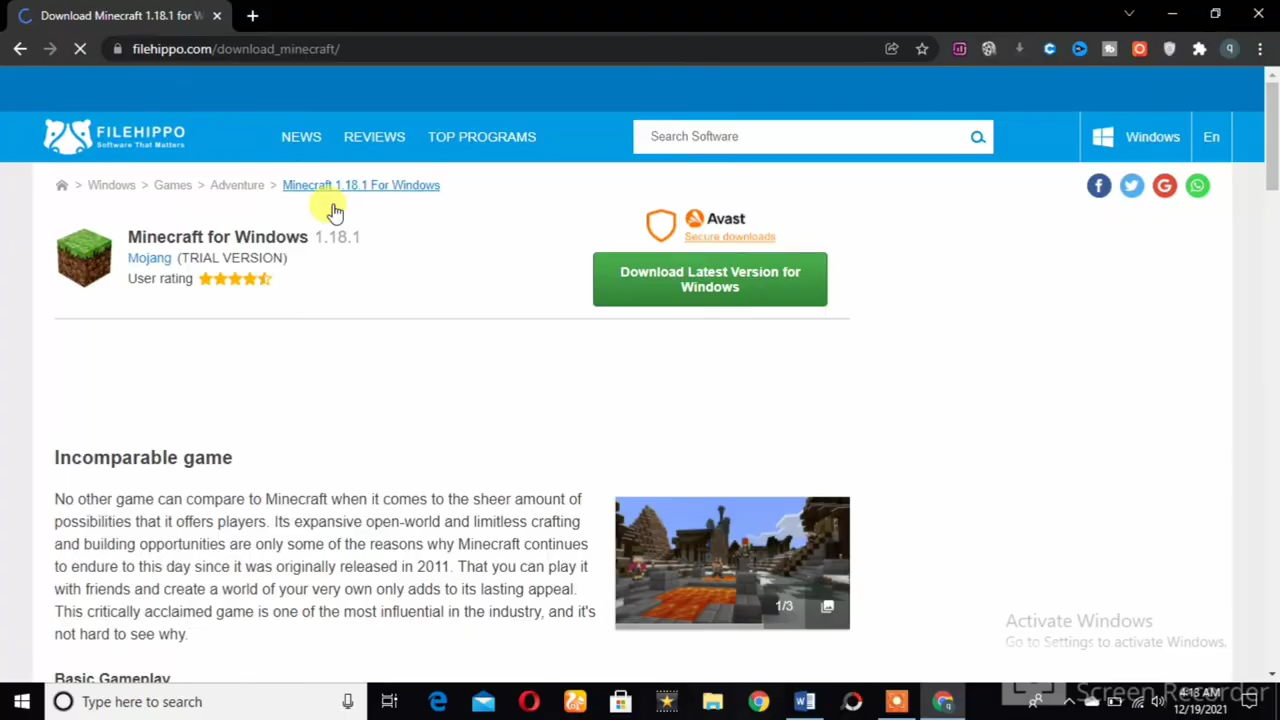 Download Minecraft 1.18.1 for W
filehippo.com/download_minecraft/
q
FILEHIPPO
Software That Matters
NEWS
REVIEWS
TOP PROGRAMS
Search Software
Windows
En
> Windows > Games > Adventure > Minecraft 1.18.1 For Windows
Avast
Secure downloads
Minecraft for Windows 1.18.1
Mojang (TRIAL VERSION)
User rating
Download Latest Version for
Windows
Incomparable game
No other game can compare to Minecraft when it comes to the sheer amount of
possibilities that it offers players. Its expansive open-world and limitless crafting
and building opportunities are only some of the reasons why Minecraft continues
to endure to this day since it was originally released in 2011. That you can play it
with friends and create a world of your very own only adds to its lasting appeal.
This critically acclaimed game is one of the most influential in the industry, and it's
not hard to see why.
1/3
Basic Gameplay
Activate Windows
Go to Settings to activate Windows.
Type here to search
Screen Recorder
4:13 AM
12/19/2021